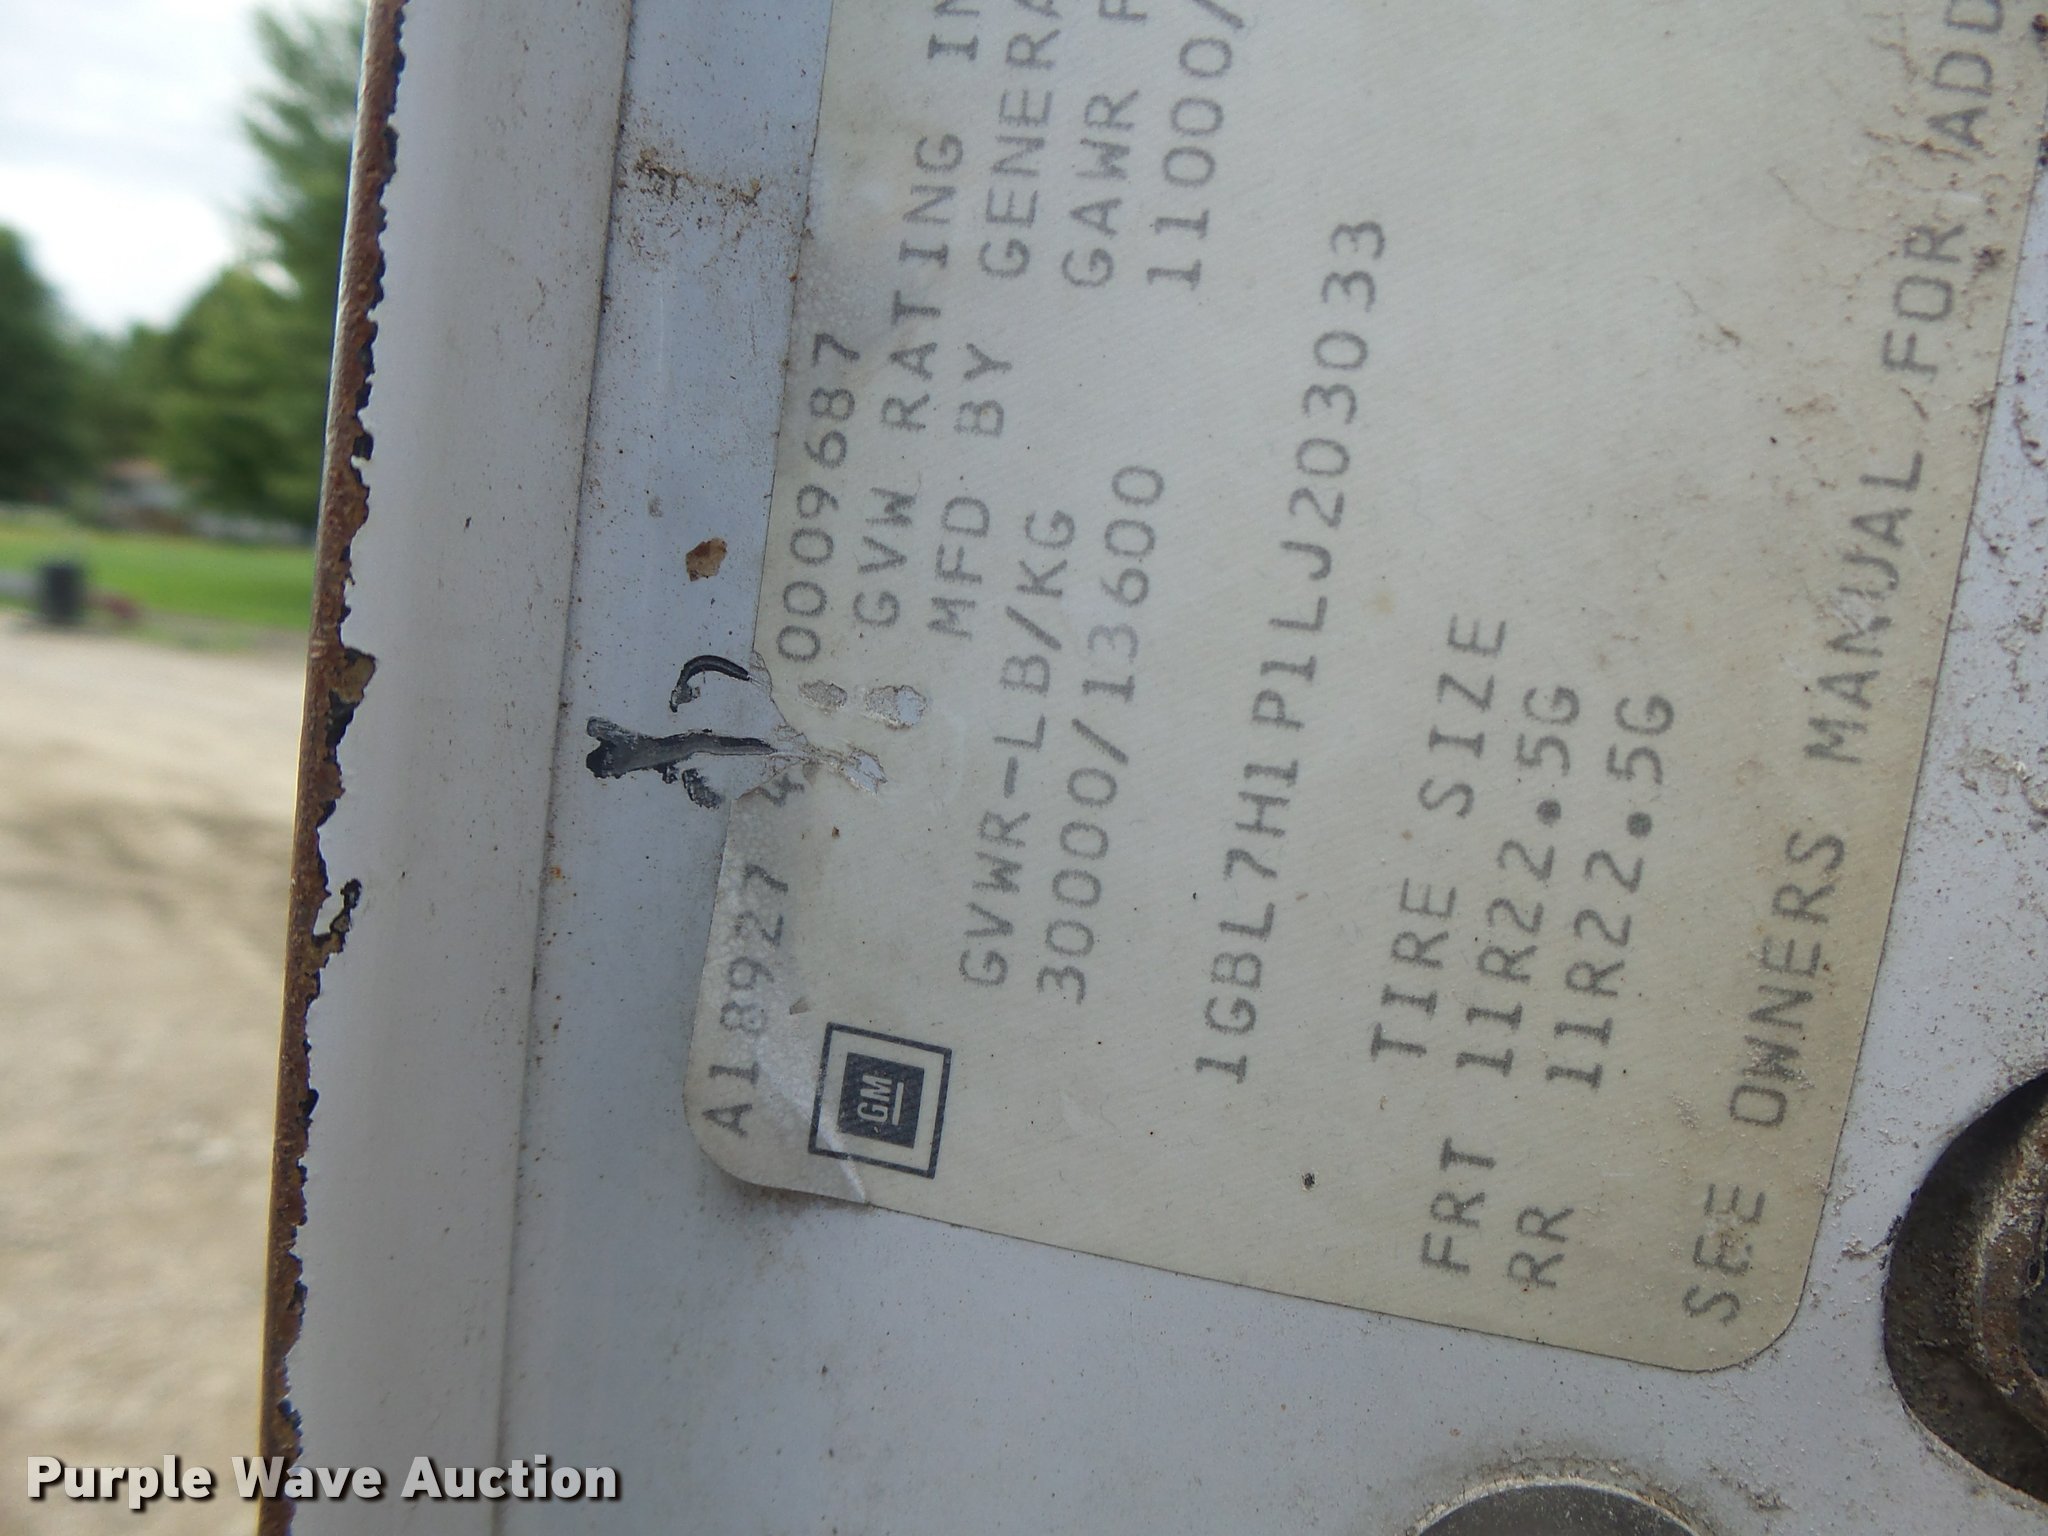 A18927 4 0009687
GVW RATING IN
MFD BY GENERA
GM
GVWR-LB/KG GAWR F
30000/13600 11000/
1GBL7H1P1LJ203033
TIRE SIZE
FRT 11R22.5G
RR 11R22.5G
SEE OWNERS MANUAL FOR ADD
Purple Wave Auction